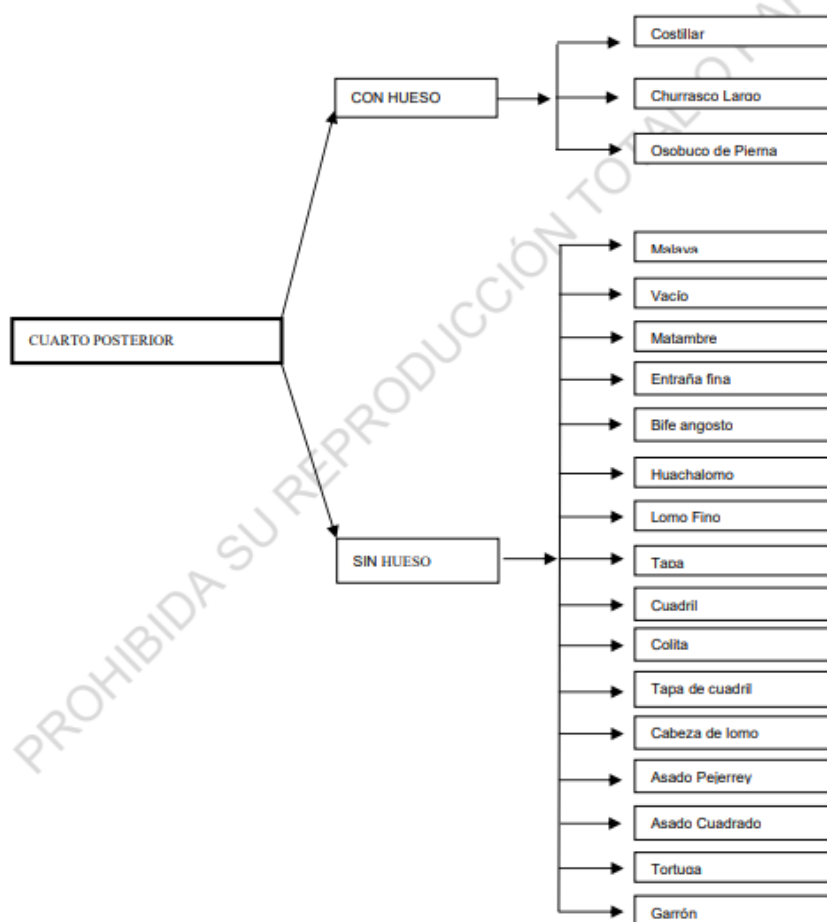 CUARTO POSTERIOR
CON HUESO
Costillar
Churrasco Largo
Osobuco de Pierna
SIN HUESO
Malaya
Vacío
Matambre
Entraña fina
Bife angosto
Huachalomo
Lomo Fino
Tapa
Cuadril
Colita
Tapa de cuadril
Cabeza de lomo
Asado Pejerrey
Asado Cuadrado
Tortuga
Garrón
PROHIBIDA SU REPRODUCCIÓN TOTAL O